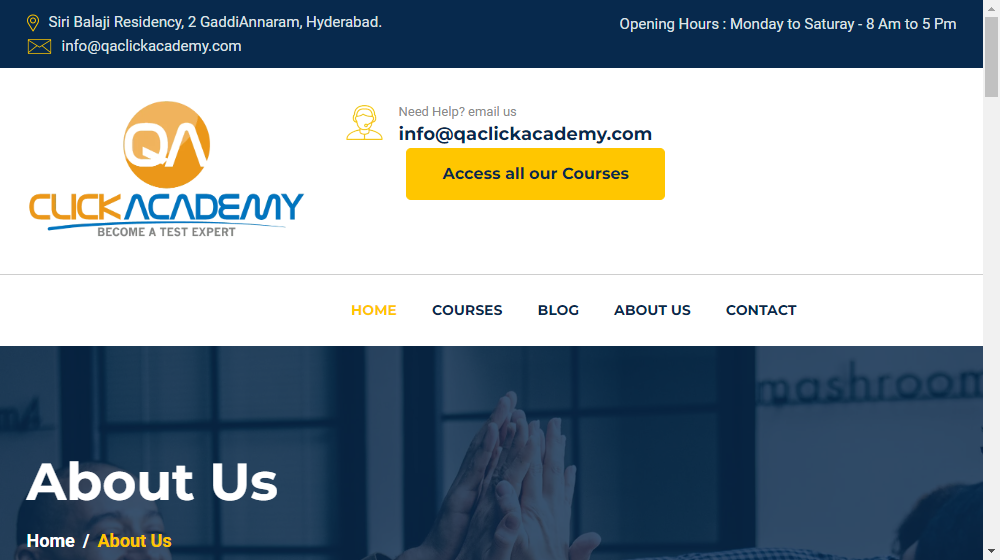 Siri Balaji Residency, 2 GaddiAnnaram, Hyderabad.
info@qaclickacademy.com
Opening Hours : Monday to Saturay - 8 Am to 5 Pm
QA
CLICKACADEMY
BECOME A TEST EXPERT
Need Help? email us
info@qaclickacademy.com
Access all our Courses
HOME COURSES BLOG ABOUT US CONTACT
mashroom
About Us
Home / About Us